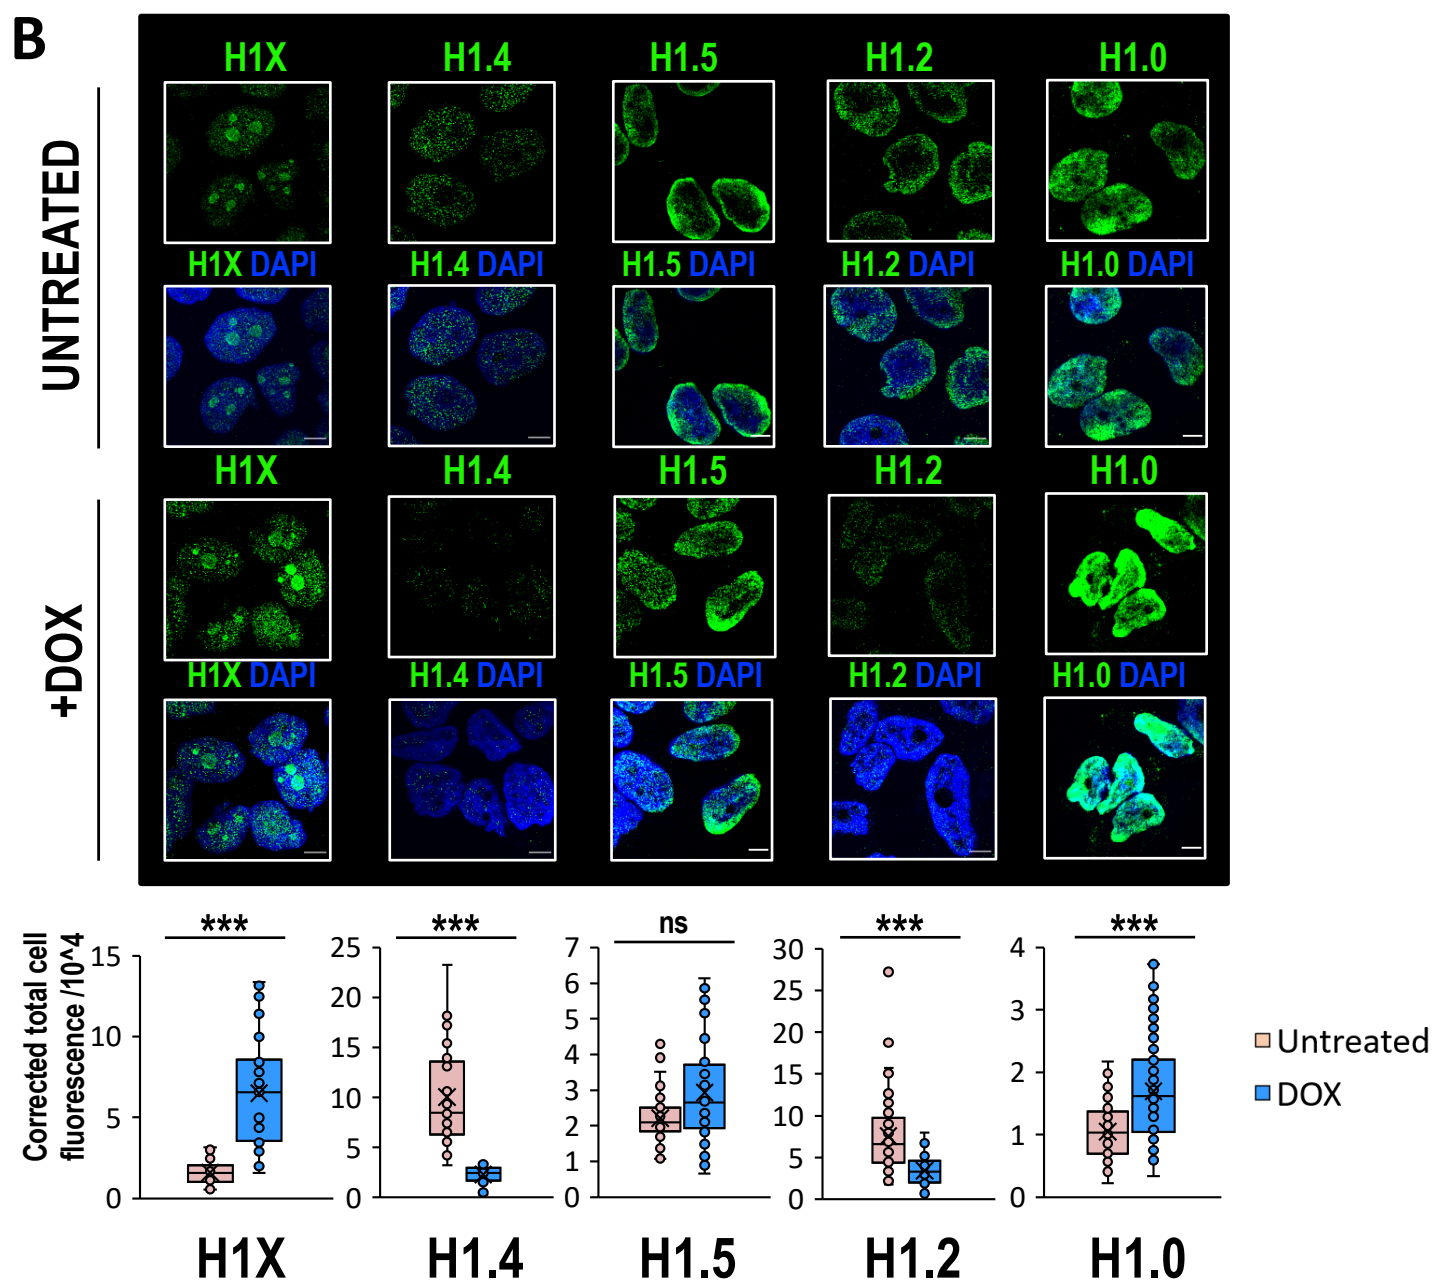 B
H1X H1.4 H1.5 H1.2 H1.0
UNTREATED
H1X DAPI H1.4 DAPI H1.5 DAPI H1.2 DAPI H1.0 DAPI
H1X H1.4 H1.5 H1.2 H1.0
+DOX
H1X DAPI H1.4 DAPI H1.5 DAPI H1.2 DAPI H1.0 DAPI
Corrected total cell
fluorescence /10^4
***
15
10
5
0
H1X
***
25
20
15
10
5
0
H1.4
ns
7
6
5
4
3
2
1
0
H1.5
***
30
25
20
15
10
5
0
H1.2
***
4
3
2
1
0
H1.0
Untreated
DOX